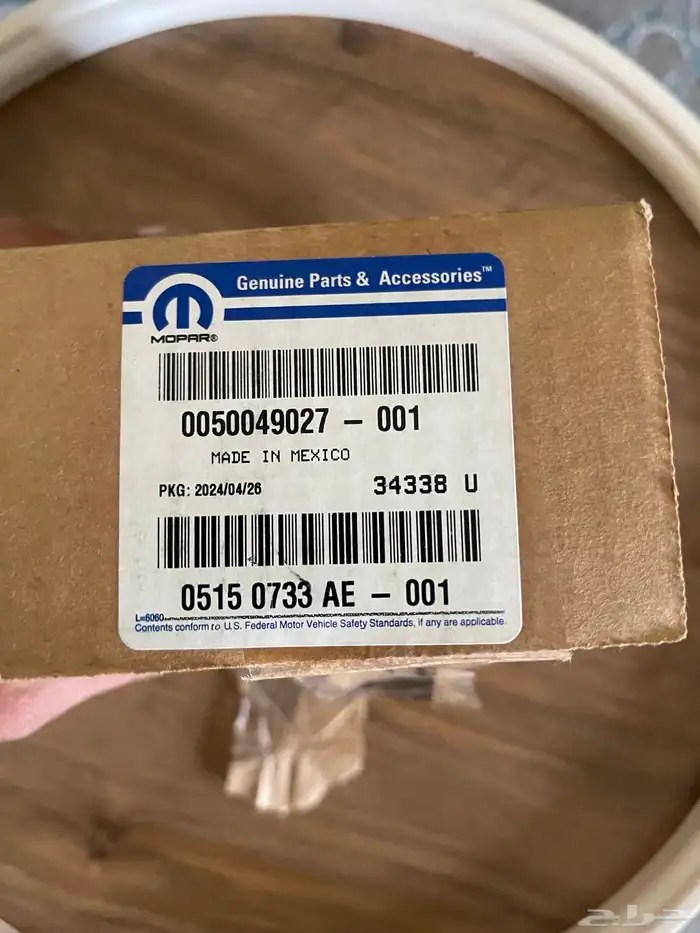 Genuine Parts & Accessories™
MOPAR®
0050049027 – 001
MADE IN MEXICO
PKG: 2024/04/26
34338 U
0515 0733 AE – 001
L=6060
Contents conform to U.S. Federal Motor Vehicle Safety Standards, if any are applicable
حراج